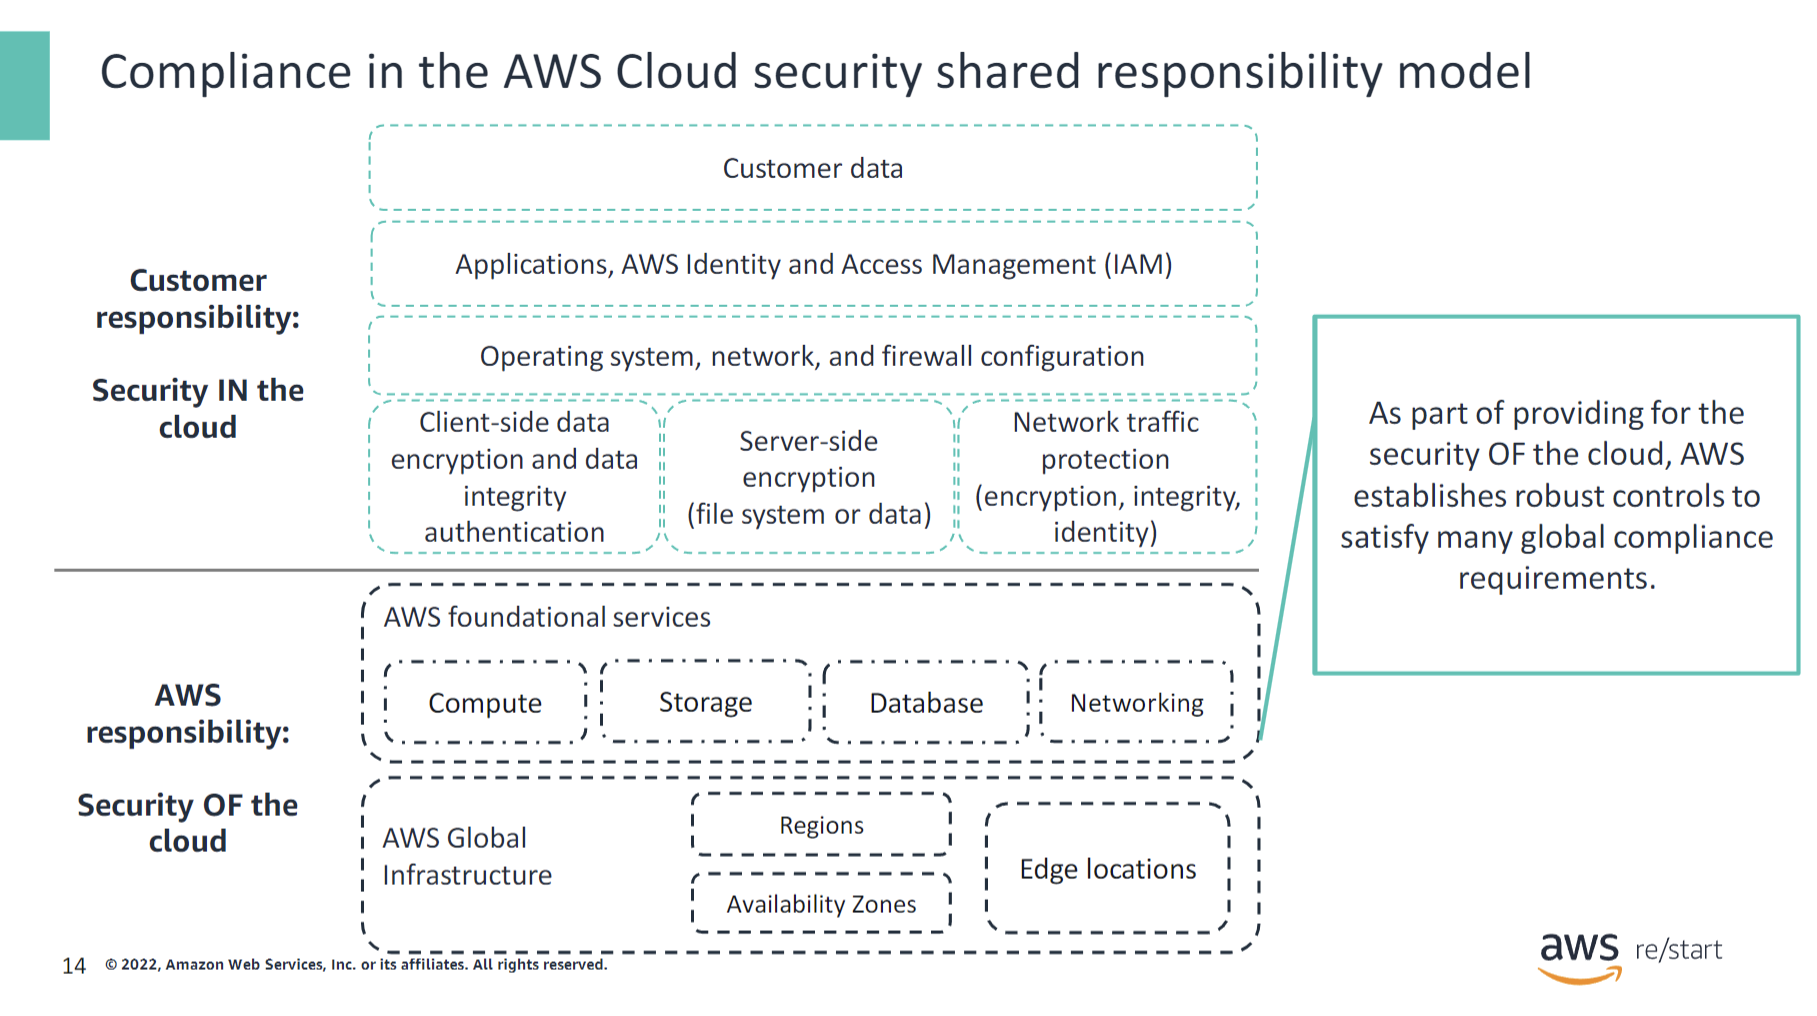 Compliance in the AWS Cloud security shared responsibility model
Customer
responsibility:
Security IN the
cloud
Customer data
Applications, AWS Identity and Access Management (IAM)
Operating system, network, and firewall configuration
Client-side data
encryption and data
integrity
authentication
Server-side
encryption
(file system or data)
Network traffic
protection
(encryption, integrity,
identity)
As part of providing for the
security OF the cloud, AWS
establishes robust controls to
satisfy many global compliance
requirements.
AWS
responsibility:
Security OF the
cloud
AWS foundational services
Compute
Storage
Database
Networking
AWS Global
Infrastructure
Regions
Availability Zones
Edge locations
14
© 2022, Amazon Web Services, Inc. or its affiliates. All rights reserved.
aws re/start